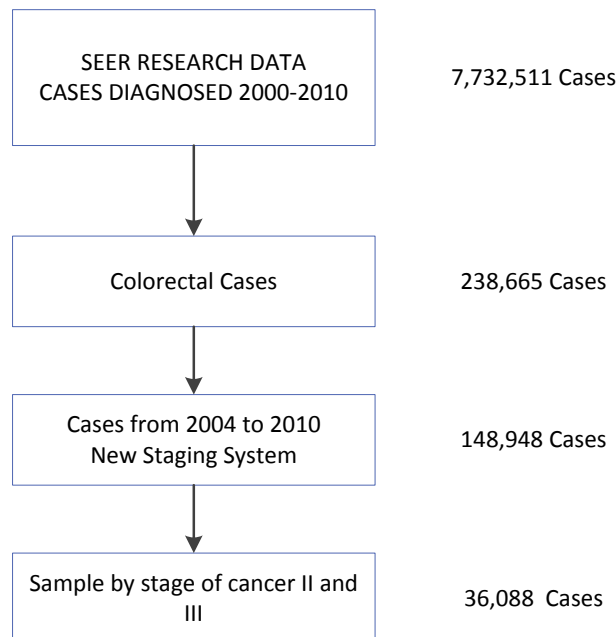 SEER RESEARCH DATA
CASES DIAGNOSED 2000-2010
7,732,511 Cases
Colorectal Cases
238,665 Cases
Cases from 2004 to 2010
New Staging System
148,948 Cases
Sample by stage of cancer II and
III
36,088 Cases